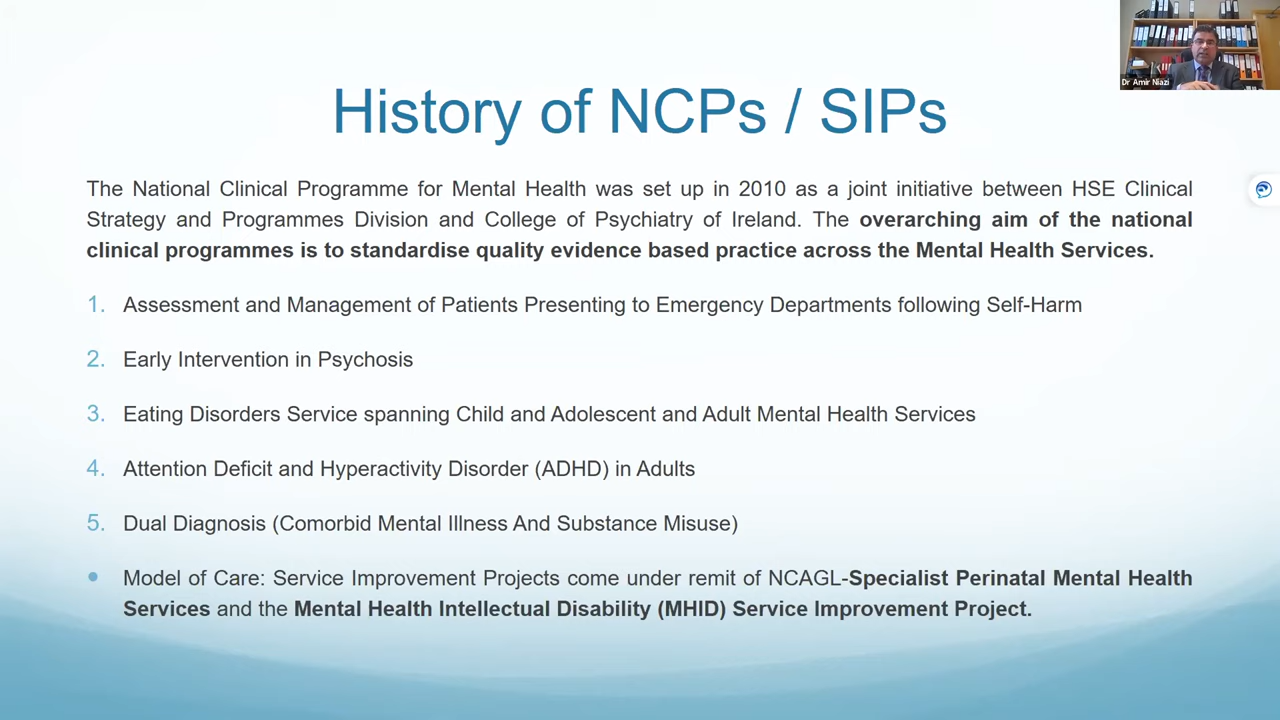 Dr Amir Niazi
History of NCPs / SIPs
The National Clinical Programme for Mental Health was set up in 2010 as a joint initiative between HSE Clinical
Strategy and Programmes Division and College of Psychiatry of Ireland. The overarching aim of the national
clinical programmes is to standardise quality evidence based practice across the Mental Health Services.
1. Assessment and Management of Patients Presenting to Emergency Departments following Self-Harm
2. Early Intervention in Psychosis
3. Eating Disorders Service spanning Child and Adolescent and Adult Mental Health Services
4. Attention Deficit and Hyperactivity Disorder (ADHD) in Adults
5. Dual Diagnosis (Comorbid Mental Illness And Substance Misuse)
• Model of Care: Service Improvement Projects come under remit of NCAGL-Specialist Perinatal Mental Health
Services and the Mental Health Intellectual Disability (MHID) Service Improvement Project.